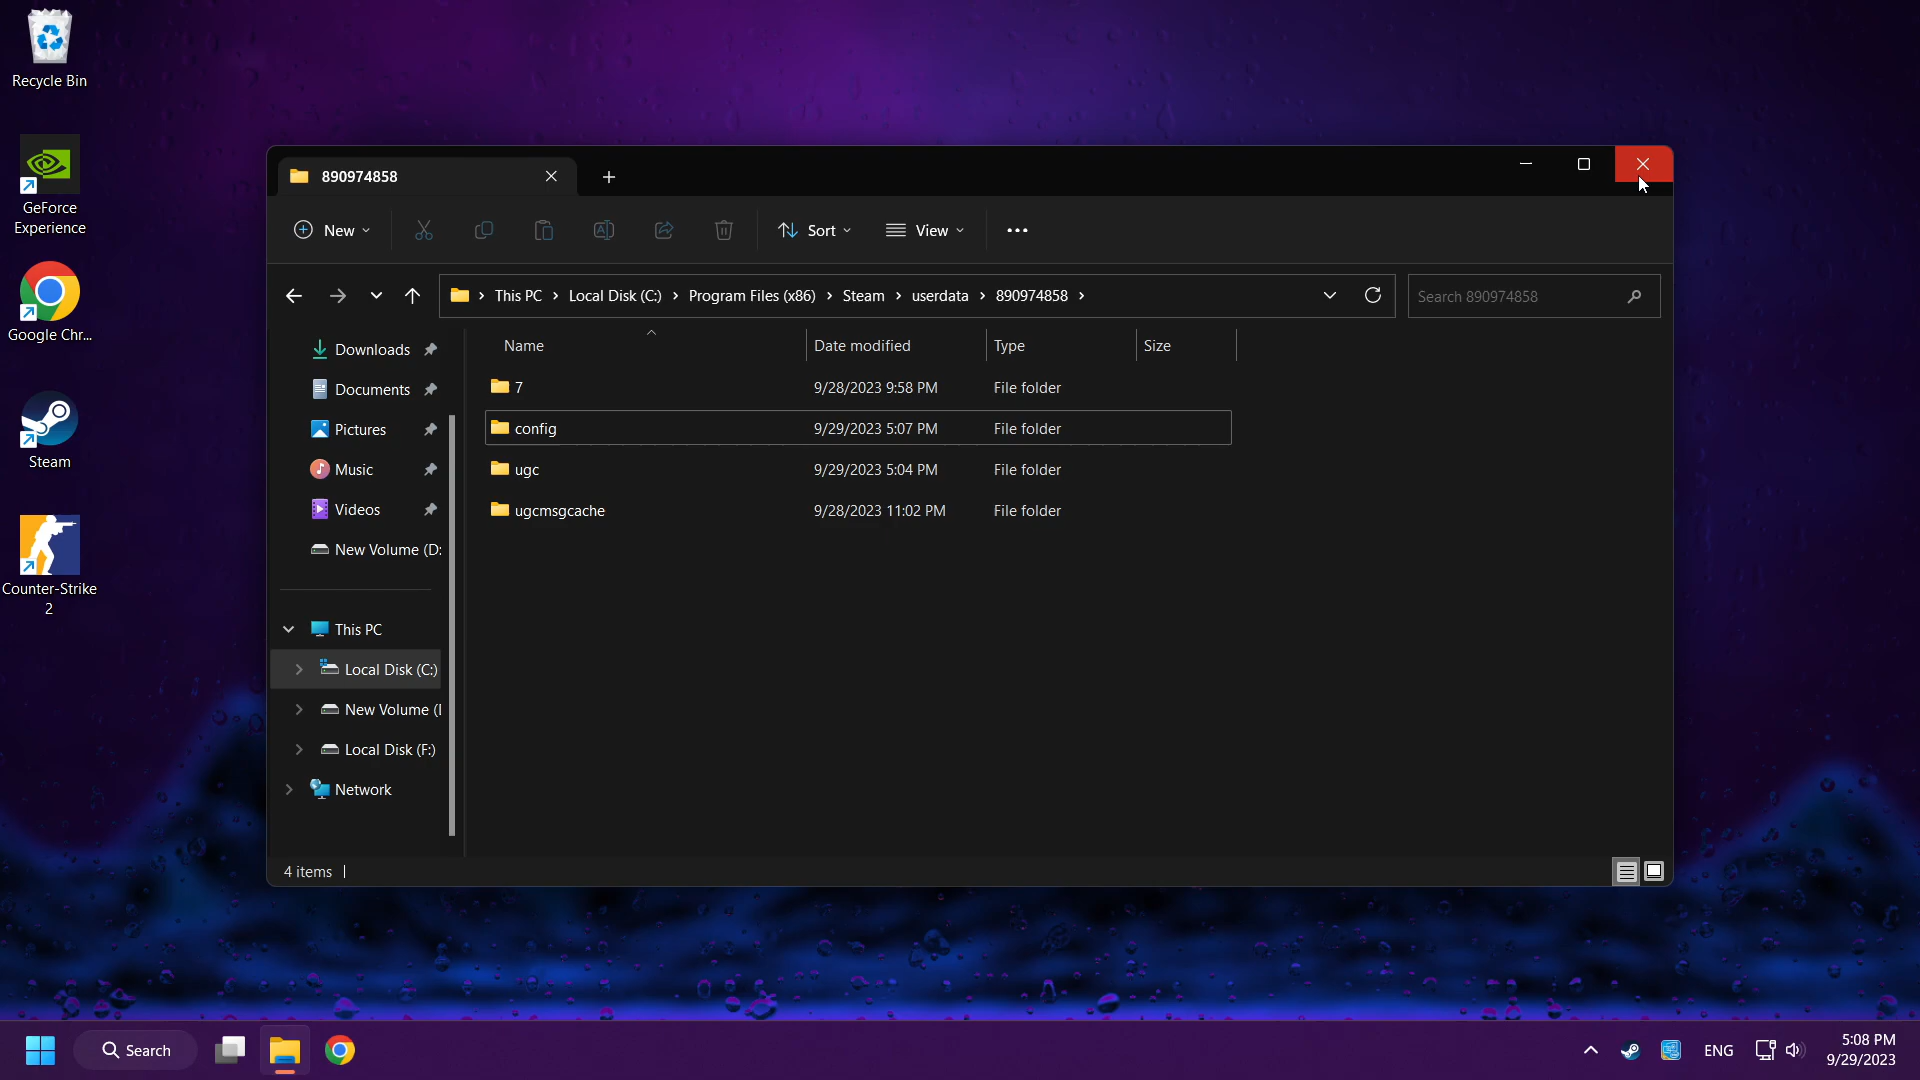 Recycle Bin
GeForce
Experience
Google Chr...
Steam
Counter-Strike
2
890974858
New
Sort
View
This PC
Local Disk (C:)
Program Files (x86)
Steam
userdata
890974858
Search 890974858
Name
Date modified
Type
Size
7
9/28/2023 9:58 PM
File folder
config
9/29/2023 5:07 PM
File folder
ugc
9/29/2023 5:04 PM
File folder
ugcmsgcache
9/28/2023 11:02 PM
File folder
Downloads
Documents
Pictures
Music
Videos
New Volume (D:
This PC
Local Disk (C:)
New Volume (
Local Disk (F:)
Network
4 items
Search
ENG
5:08 PM
9/29/2023